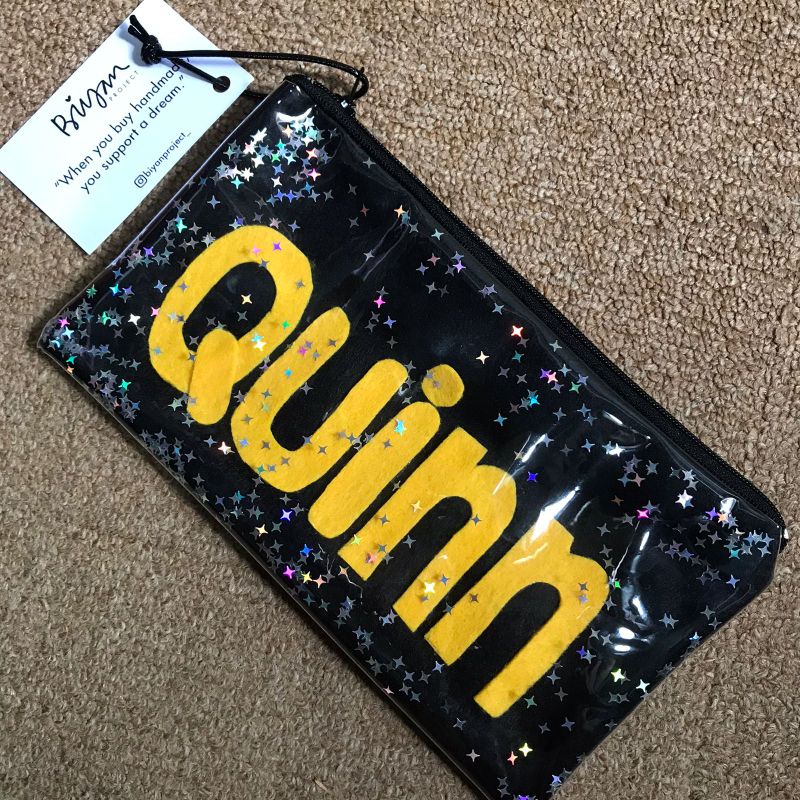 Biyan
PROJECT
"When you buy handmade,
you support a dream."
@biyanproject_
Quinn